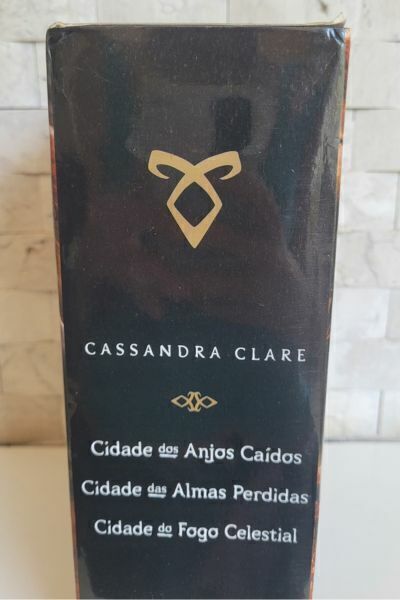 CASSANDRA CLARE
Cidade dos Anjos Caídos
Cidade das Almas Perdidas
Cidade do Fogo Celestial